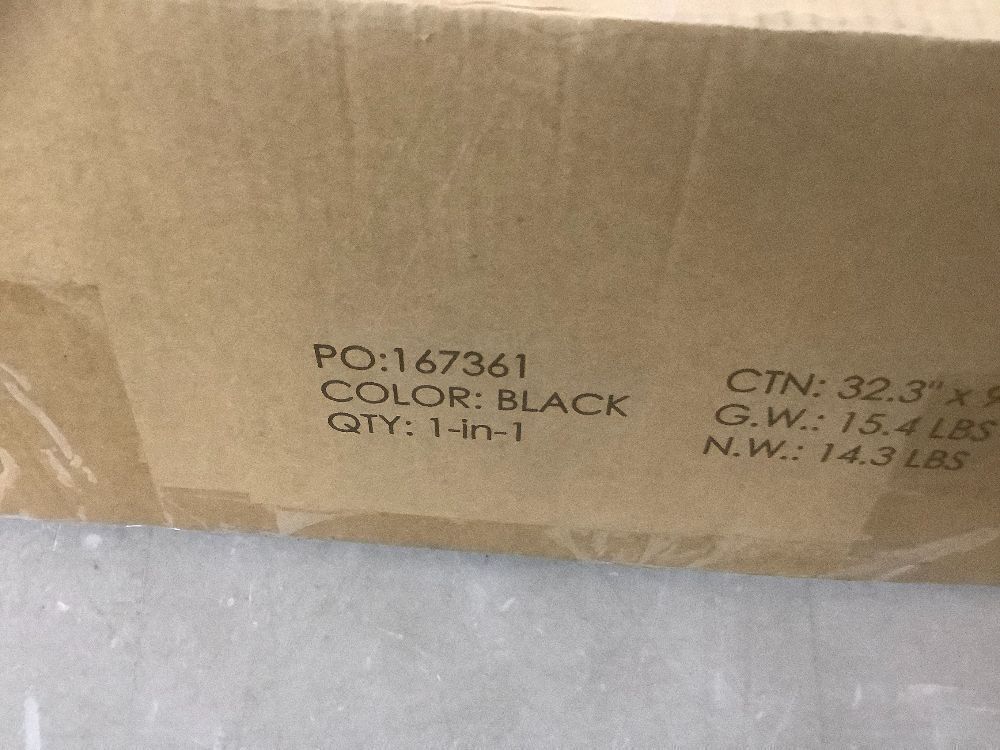 PO:167361
COLOR: BLACK
QTY: 1-in-1
CTN: 32.3" x
G.W.: 15.4 LBS
N.W.: 14.3 LBS